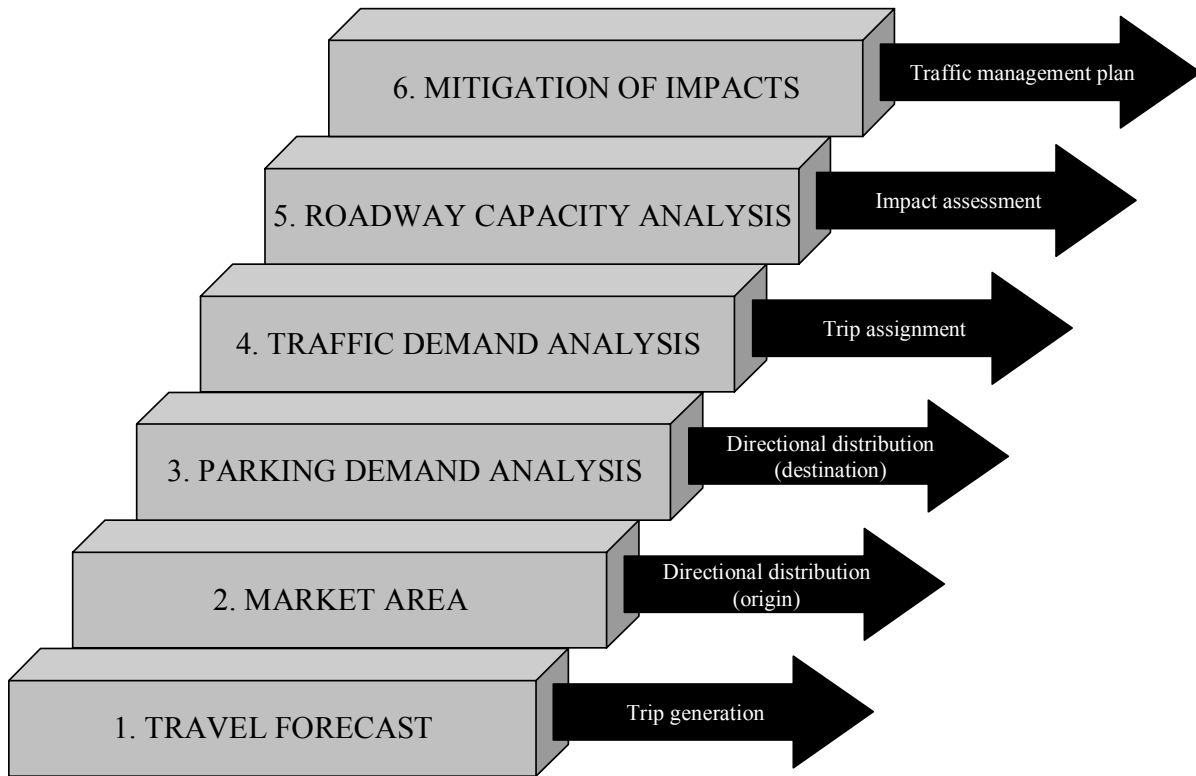 6. MITIGATION OF IMPACTS
Traffic management plan
5. ROADWAY CAPACITY ANALYSIS
Impact assessment
4. TRAFFIC DEMAND ANALYSIS
Trip assignment
3. PARKING DEMAND ANALYSIS
Directional distribution
(destination)
2. MARKET AREA
Directional distribution
(origin)
1. TRAVEL FORECAST
Trip generation